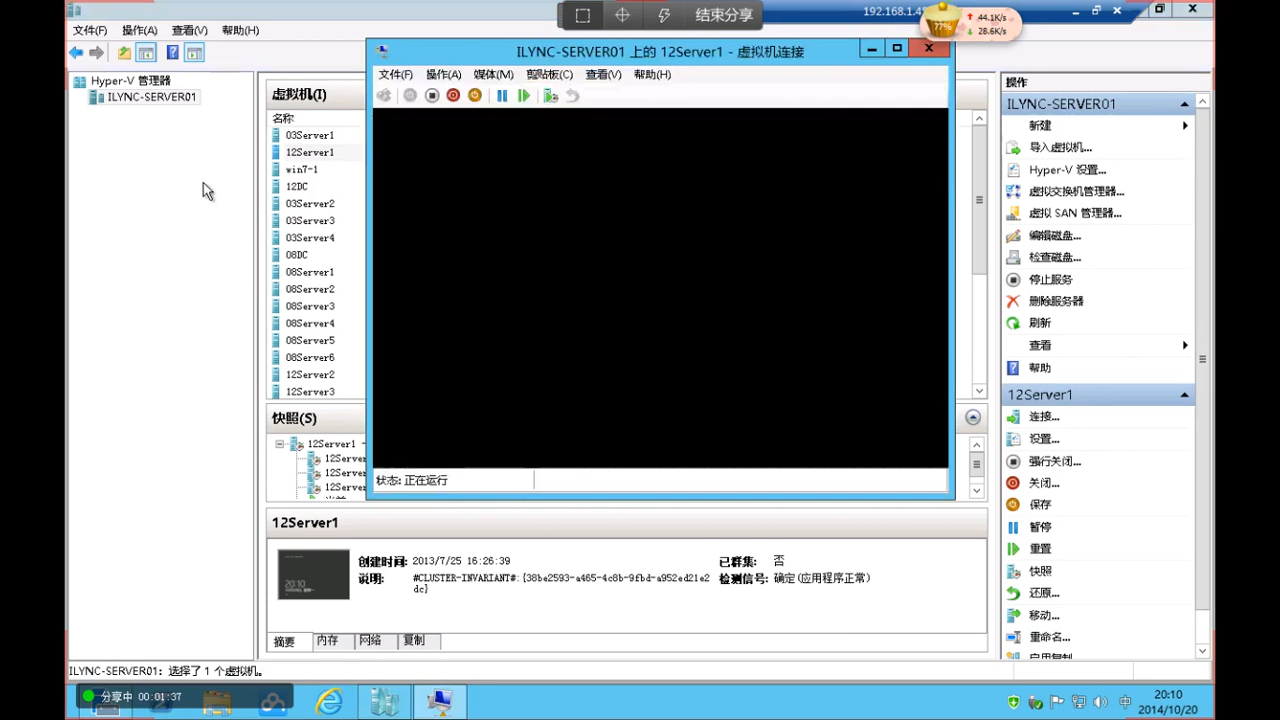 结束分享
192.168.1.4
77%
44.1K/s
28.6K/s
文件(F) 操作(A) 查看(V) 帮助(H)
Hyper-V 管理器
ILYNC-SERVER01
虚拟机(I)
名称
03Server1
12Server1
win7-1
12DC
03Server2
03Server3
03Server4
08DC
08Server1
08Server2
08Server3
08Server4
08Server5
08Server6
12Server2
12Server3
快照(S)
12Server1 -
12Server
12Server
12Server
ILYNC-SERVER01 上的 12Server1 - 虚拟机连接
文件(F) 操作(A) 媒体(M) 剪贴板(C) 查看(V) 帮助(H)
状态: 正在运行
12Server1
20:10
创建时间: 2013/7/25 16:26:39
说明: #CLUSTER-INVARIANT#:{38be2593-a465-4c8b-9fbd-a952ed21e2
dc}
已群集: 否
检测信号: 确定(应用程序正常)
摘要 内存 网络 复制
操作
ILYNC-SERVER01
新建
导入虚拟机...
Hyper-V 设置...
虚拟交换机管理器...
虚拟 SAN 管理器...
编辑磁盘...
检查磁盘...
停止服务
删除服务器
刷新
查看
帮助
12Server1
连接...
设置...
强行关闭...
关闭...
保存
暂停
重置
快照
还原...
移动...
重命名...
启用复制
ILYNC-SERVER01: 选择了 1 个虚拟机。
分享中 00:01:37
中
20:10
2014/10/20